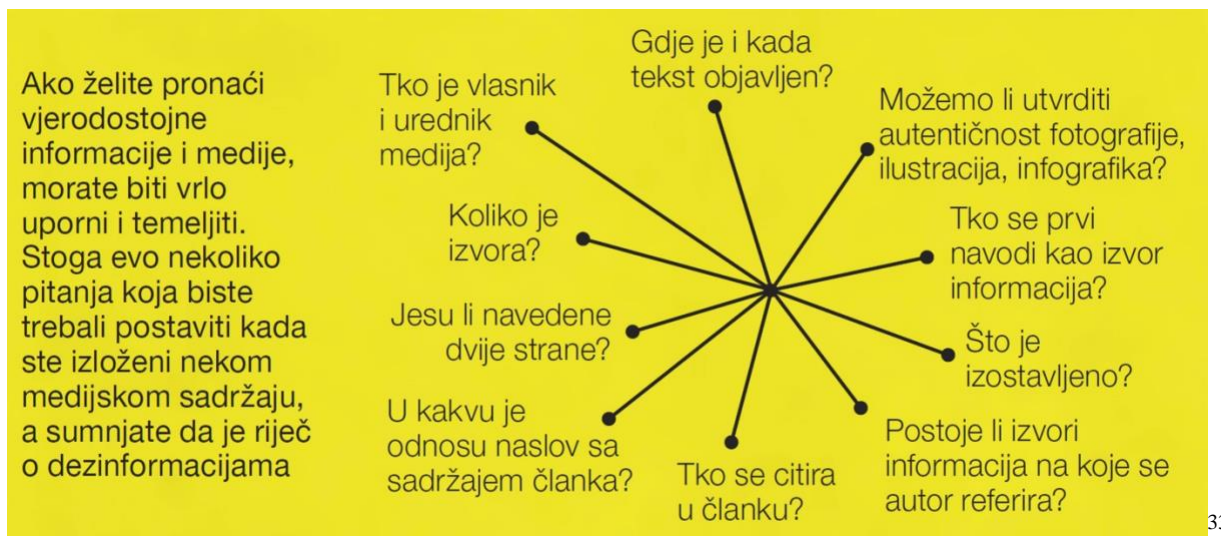 Ako želite pronaći
vjerodostojne
informacije i medije,
morate biti vrlo
uporni i temeljiti.
Stoga evo nekoliko
pitanja koja biste
trebali postaviti kada
ste izloženi nekom
medijskom sadržaju,
a sumnjate da je riječ
o dezinformacijama
Gdje je i kada
tekst objavljen?
Tko je vlasnik
i urednik
medija?
Možemo li utvrditi
autentičnost fotografije,
ilustracija, infografika?
Koliko je
izvora?
Tko se prvi
navodi kao izvor
informacija?
Jesu li navedene
dvije strane?
Što je
izostavljeno?
U kakvu je
odnosu naslov sa
sadržajem članka?
Tko se citira
u članku?
Postoje li izvori
informacija na koje se
autor referira?